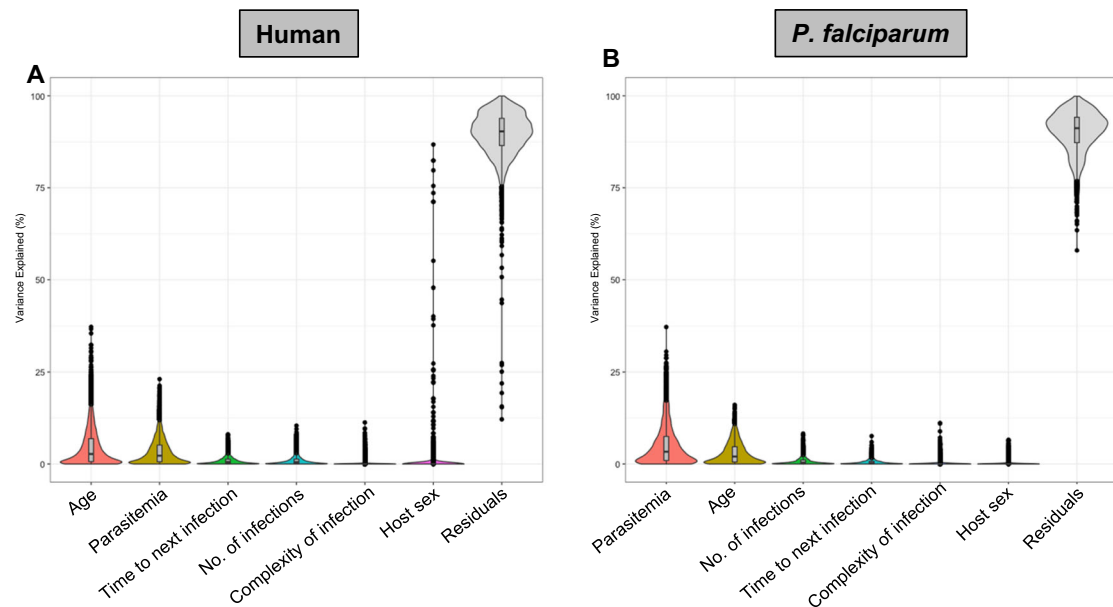 Human
P. falciparum
A
B
Variance Explained (%)
100
75
50
25
0
Age
Parasitemia
Time to next infection
No. of infections
Complexity of infection
Host sex
Residuals
Variance Explained (%)
100
75
50
25
0
Parasitemia
Age
No. of infections
Time to next infection
Complexity of infection
Host sex
Residuals